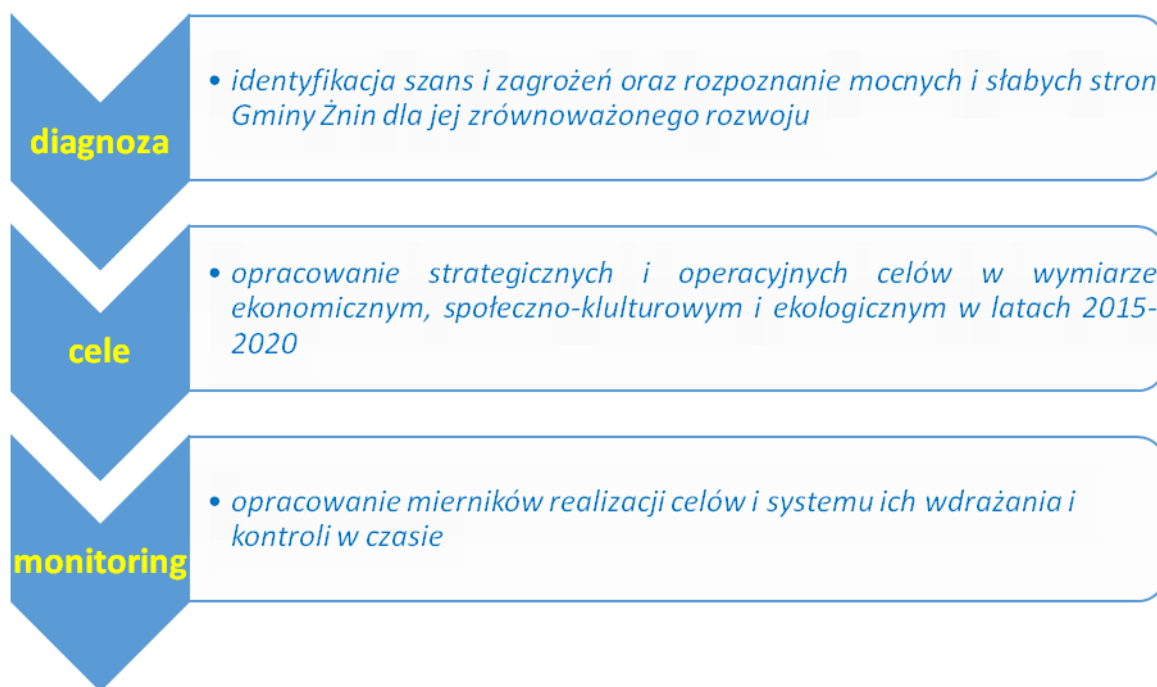 diagnoza
• identyfikacja szans i zagrożeń oraz rozpoznanie mocnych i słabych stron
Gminy Żnin dla jej zrównoważonego rozwoju
cele
• opracowanie strategicznych i operacyjnych celów w wymiarze
ekonomicznym, społeczno-klulturowym i ekologicznym w latach 2015-
2020
monitoring
• opracowanie mierników realizacji celów i systemu ich wdrażania i
kontroli w czasie